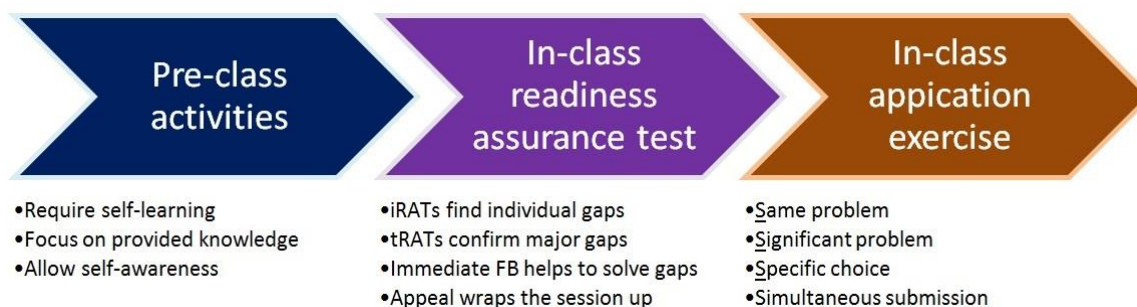 Pre-class
activities
In-class
readiness
assurance test
In-class
appication
exercise
•Require self-learning
•Focus on provided knowledge
•Allow self-awareness
•iRATs find individual gaps
•tRATs confirm major gaps
•Immediate FB helps to solve gaps
•Appeal wraps the session up
•Same problem
•Significant problem
•Specific choice
•Simultaneous submission